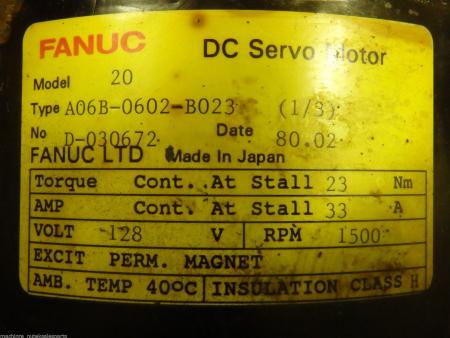 FANUC DC Servo Motor
Model 20
Type A06B-0602-B023 (1/3)
No D-030672 Date 80.02
FANUC LTD Made in Japan
Torque Cont. At Stall 23 Nm
AMP Cont. At Stall 33 A
VOLT 128 V RPM 1500
EXCIT PERM. MAGNET
AMB. TEMP 40°C INSULATION CLASS H